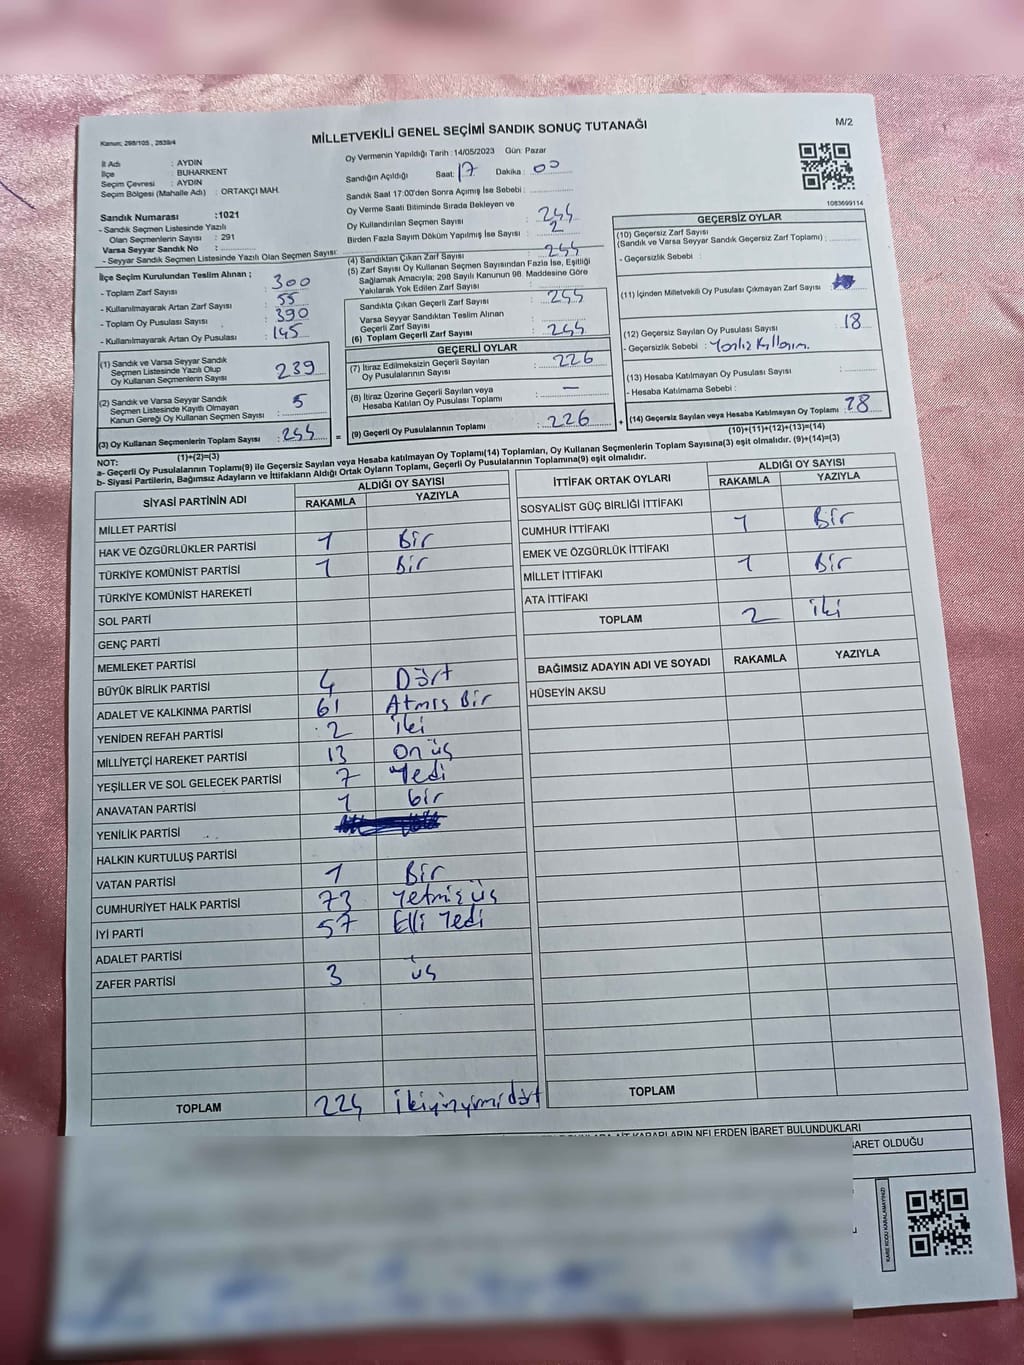 Kanun; 298/105 , 2839/4
MİLLETVEKİLİ GENEL SEÇİMİ SANDIK SONUÇ TUTANAĞI
M/2
İl Adı : AYDIN
İlçe : BUHARKENT
Seçim Çevresi : AYDIN
Seçim Bölgesi (Mahalle Adı) : ORTAKÇI MAH.
Sandık Numarası :1021
- Sandık Seçmen Listesinde Yazılı
Olan Seçmenlerin Sayısı : 291
Varsa Seyyar Sandık No :
- Seyyar Sandık Seçmen Listesinde Yazılı Olan Seçmen Sayısı:
Oy Vermenin Yapıldığı Tarih :14/05/2023 Gün: Pazar
Sandığın Açıldığı Saat: 17 Dakika : 00
Sandık Saat 17:00'den Sonra Açımış İse Sebebi :
Oy Verme Saati Bitiminde Sırada Bekleyen ve
Oy Kullandırılan Seçmen Sayısı : 244
Birden Fazla Sayım Döküm Yapılmış İse Sayısı : 2
1083699114
İlçe Seçim Kurulundan Teslim Alınan ;
- Toplam Zarf Sayısı : 300
- Kullanılmayarak Artan Zarf Sayısı : 55
- Toplam Oy Pusulası Sayısı : 390
- Kullanılmayarak Artan Oy Pusulası : 145
(1) Sandık ve Varsa Seyyar Sandık
Seçmen Listesinde Yazılı Olup
Oy Kullanan Seçmenlerin Sayısı : 239
(2) Sandık ve Varsa Seyyar Sandık
Seçmen Listesinde Kayıtlı Olmayan
Kanun Gereği Oy Kullanan Seçmen Sayısı : 5
(3) Oy Kullanan Seçmenlerin Toplam Sayısı : 244
(1)+(2)=(3)
(4) Sandıktan Çıkan Zarf Sayısı : 244
(5) Zarf Sayısı Oy Kullanan Seçmen Sayısından Fazla İse, Eşitliği
Sağlamak Amacıyla; 298 Sayılı Kanunun 98. Maddesine Göre
Yakılarak Yok Edilen Zarf Sayısı :
Sandıkta Çıkan Geçerli Zarf Sayısı : 244
Varsa Seyyar Sandıktan Teslim Alınan
Geçerli Zarf Sayısı :
(6) Toplam Geçerli Zarf Sayısı : 244
GEÇERLİ OYLAR
(7) İtiraz Edilmeksizin Geçerli Sayılan
Oy Pusulalarının Sayısı : 226
(8) İtiraz Üzerine Geçerli Sayılan veya
Hesaba Katılan Oy Pusulası Toplamı : —
= (9) Geçerli Oy Pusulalarının Toplamı : 226
GEÇERSİZ OYLAR
(10) Geçersiz Zarf Sayısı
(Sandık ve Varsa Seyyar Sandık Geçersiz Zarf Toplamı) :
- Geçersizlik Sebebi :
(11) İçinden Milletvekili Oy Pusulası Çıkmayan Zarf Sayısı :
(12) Geçersiz Sayılan Oy Pusulası Sayısı : 18
- Geçersizlik Sebebi :
(13) Hesaba Katılmayan Oy Pusulası Sayısı :
- Hesaba Katılmama Sebebi :
+ (14) Geçersiz Sayılan veya Hesaba Katılmayan Oy Toplamı :
(10)+(11)+(12)+(13)=(14)
NOT:
a- Geçerli Oy Pusulalarının Toplamı(9) ile Geçersiz Sayılan veya Hesaba katılmayan Oy Toplamı(14) Toplamları, Oy Kullanan Seçmenlerin Toplam Sayısına(3) eşit olmalıdır. (9)+(14)=(3)
b- Siyasi Partilerin, Bağımsız Adayların ve İttifakların Aldığı Ortak Oyların Toplamı, Geçerli Oy Pusulalarının Toplamına(9) eşit olmalıdır.
SİYASİ PARTİNİN ADI ALDIĞI OY SAYISI
RAKAMLA YAZIYLA
MİLLET PARTİSİ
HAK VE ÖZGÜRLÜKLER PARTİSİ 1 Bir
TÜRKİYE KOMÜNİST PARTİSİ 1 Bir
TÜRKİYE KOMÜNİST HAREKETİ
SOL PARTİ
GENÇ PARTİ
MEMLEKET PARTİSİ
BÜYÜK BİRLİK PARTİSİ 4 Dört
ADALET VE KALKINMA PARTİSİ 61 Atmış Bir
YENİDEN REFAH PARTİSİ 2 iki
MİLLİYETÇİ HAREKET PARTİSİ 13 On üç
YEŞİLLER VE SOL GELECEK PARTİSİ 7 Yedi
ANAVATAN PARTİSİ 1 bir
YENİLİK PARTİSİ
HALKIN KURTULUŞ PARTİSİ
VATAN PARTİSİ 1 Bir
CUMHURİYET HALK PARTİSİ 73 Yetmiş üç
İYİ PARTİ 57 Elli Yedi
ADALET PARTİSİ
ZAFER PARTİSİ 3 üç
TOPLAM 224 ikiyüzyirmidört
İTTİFAK ORTAK OYLARI ALDIĞI OY SAYISI
RAKAMLA YAZIYLA
SOSYALİST GÜÇ BİRLİĞİ İTTİFAKI
CUMHUR İTTİFAKI 1 Bir
EMEK VE ÖZGÜRLÜK İTTİFAKI
MİLLET İTTİFAKI 1 Bir
ATA İTTİFAKI
TOPLAM 2 iki
BAĞIMSIZ ADAYIN ADI VE SOYADI RAKAMLA YAZIYLA
HÜSEYİN AKSU
TOPLAM
KARARLARIN NELERDEN İBARET BULUNDUKLARI
OLDUĞU
KARE KODU KARALAMAYINIZ!